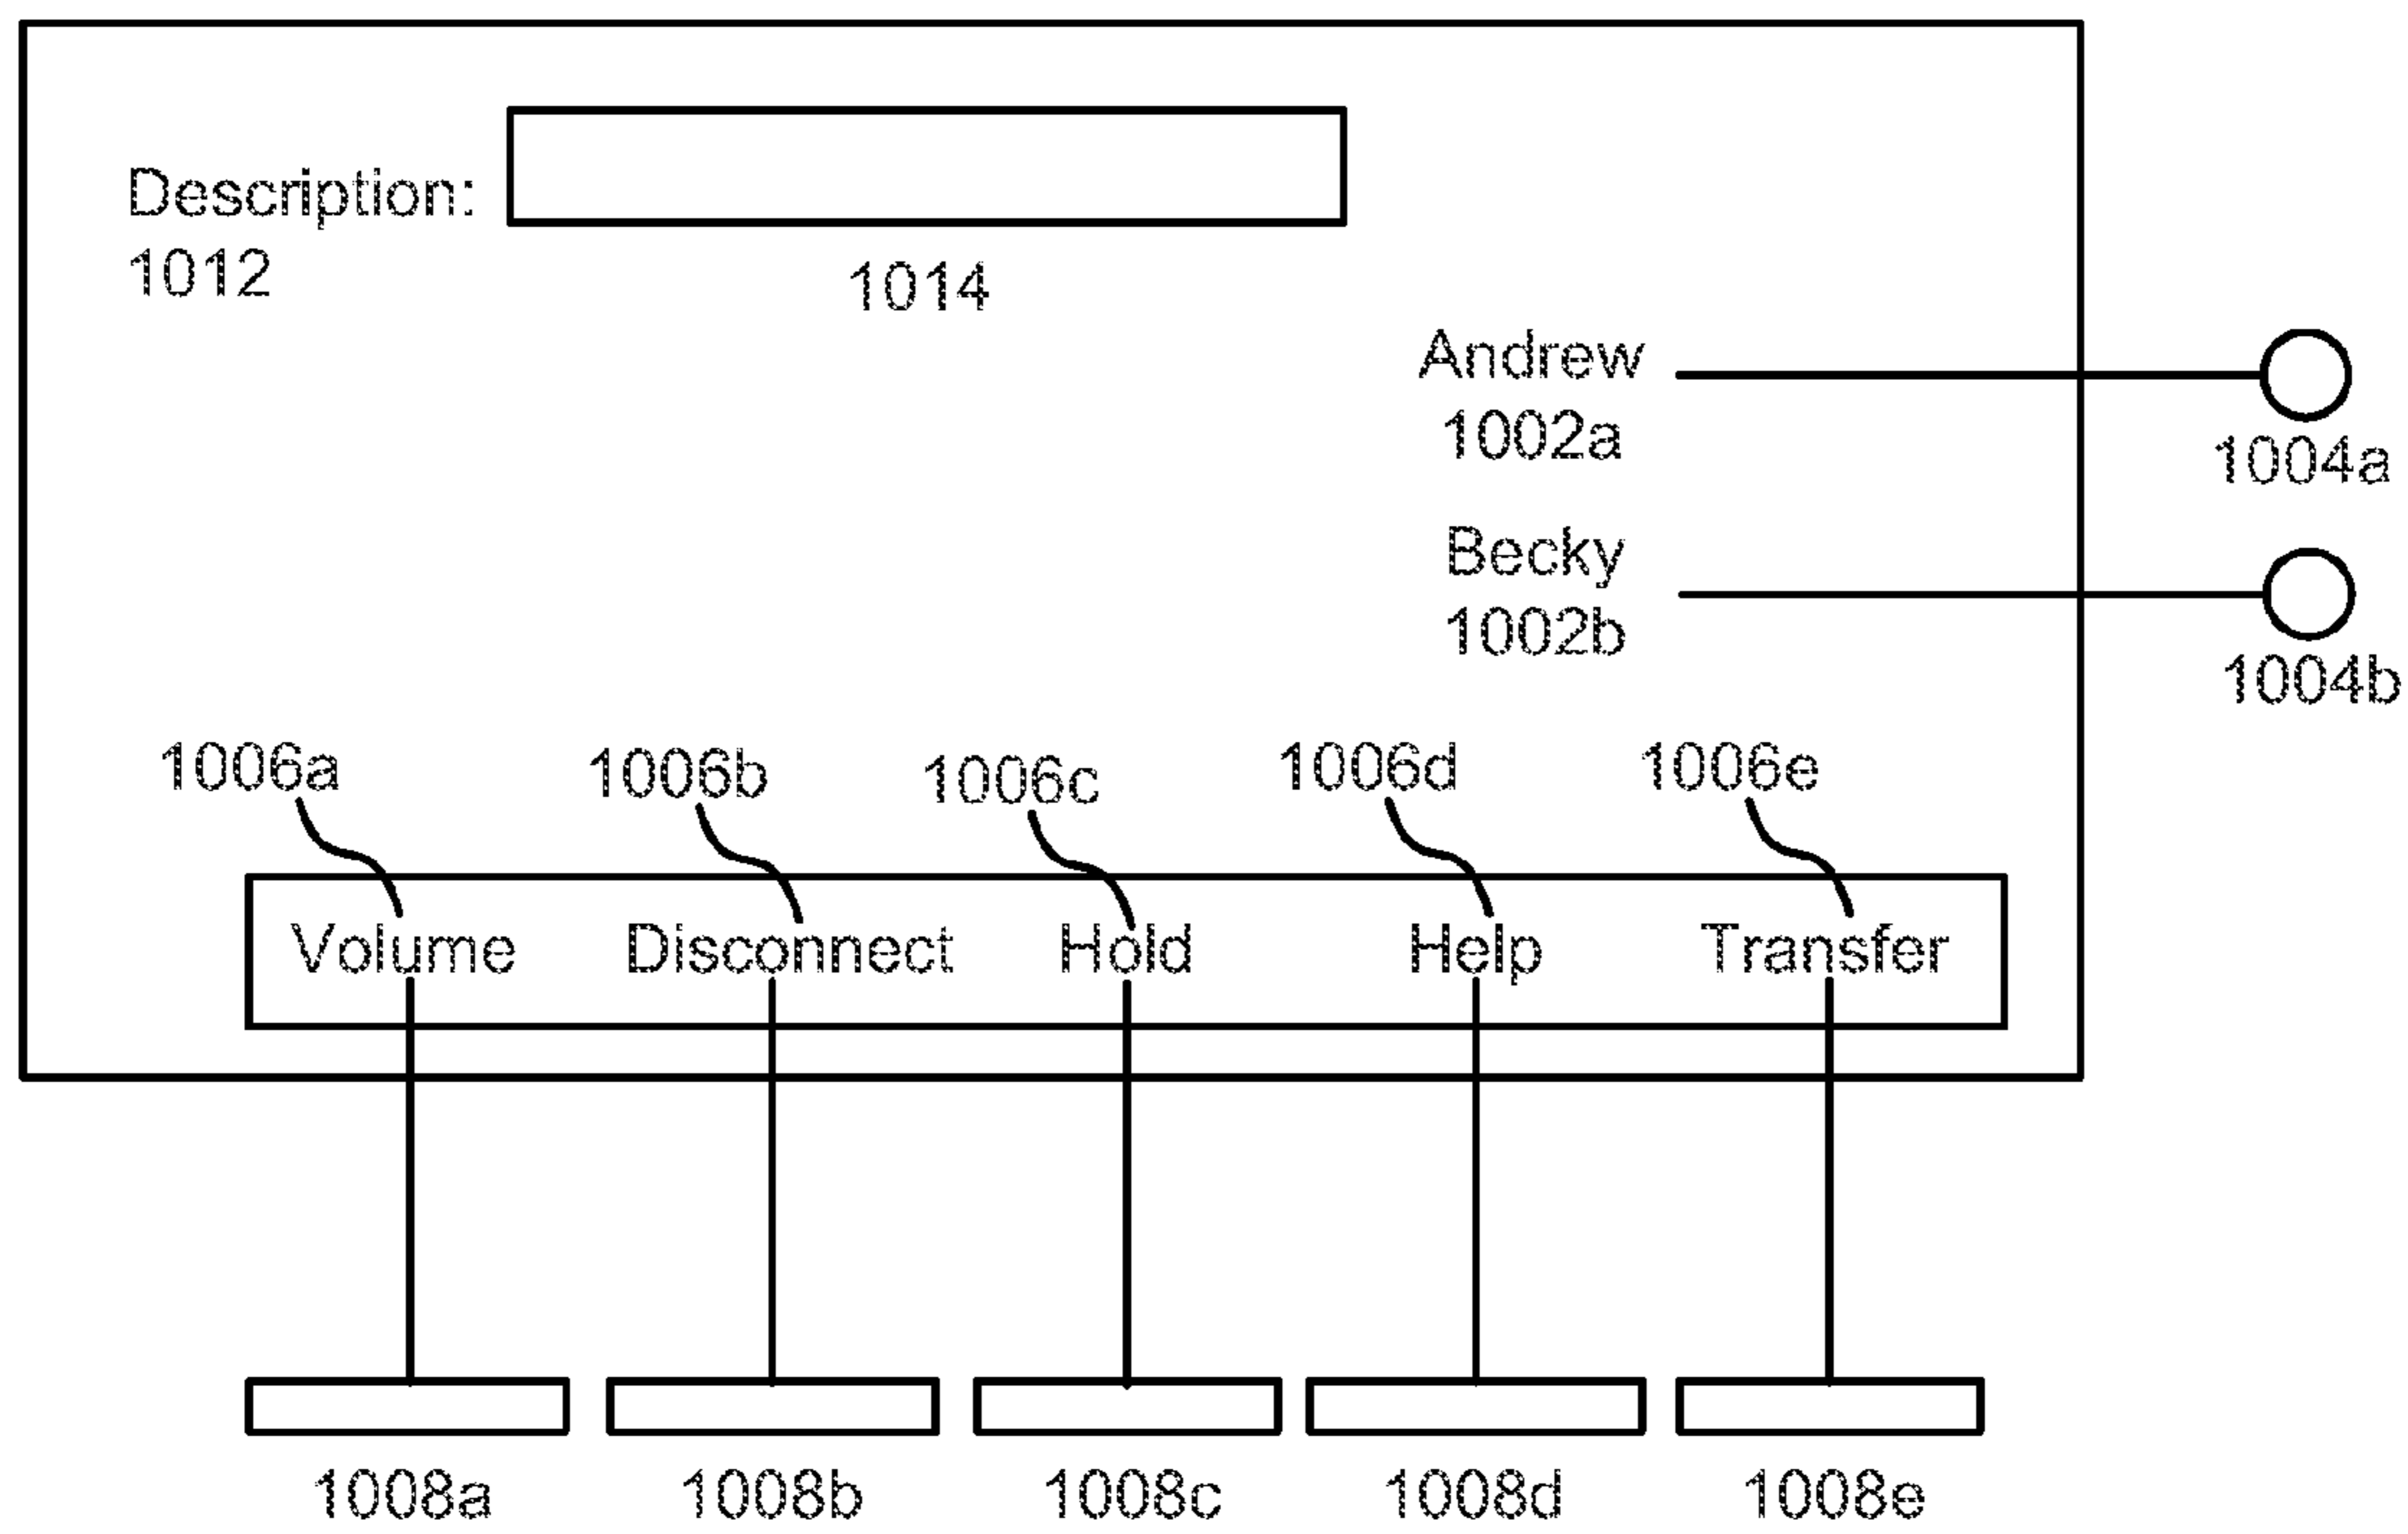 Description:
1012
1014
Andrew
1002a
1004a
Becky
1002b
1004b
1006a 1006b 1006c 1006d 1006e
Volume Disconnect Hold Help Transfer
1008a 1008b 1008c 1008d 1008e